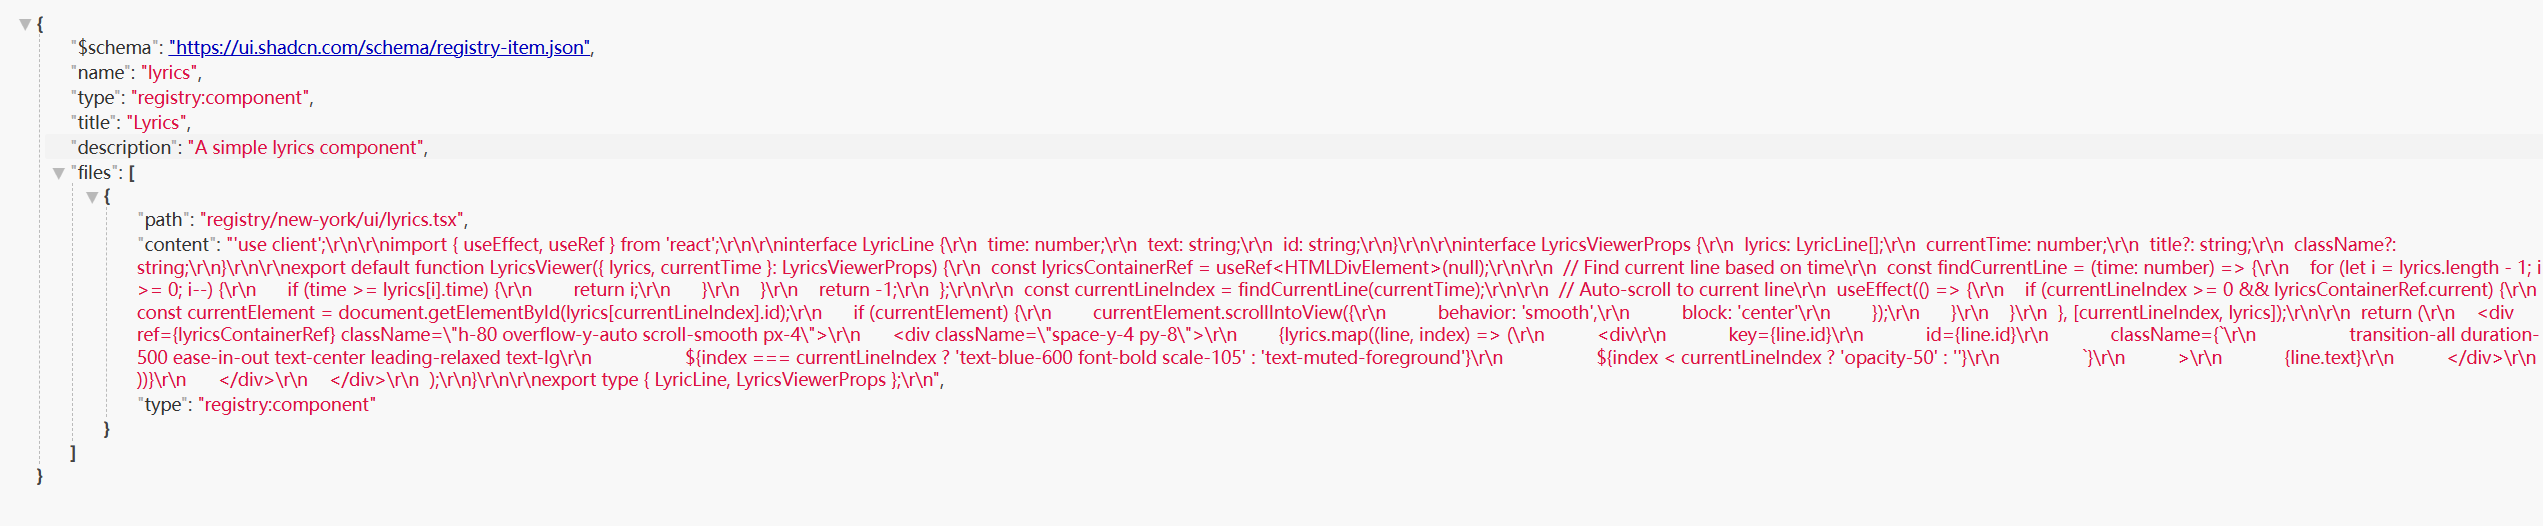 {
"$schema": "https://ui.shadcn.com/schema/registry-item.json",
"name": "lyrics",
"type": "registry:component",
"title": "Lyrics",
"description": "A simple lyrics component",
"files": [
{
"path": "registry/new-york/ui/lyrics.tsx",
"content": "'use client';\r\n\r\nimport { useEffect, useRef } from 'react';\r\n\r\ninterface LyricLine {\r\n  time: number;\r\n  text: string;\r\n  id: string;\r\n}\r\n\r\ninterface LyricsViewerProps {\r\n  lyrics: LyricLine[];\r\n  currentTime: number;\r\n  title?: string;\r\n  className?:
string;\r\n}\r\n\r\nexport default function LyricsViewer({ lyrics, currentTime }: LyricsViewerProps) {\r\n  const lyricsContainerRef = useRef<HTMLDivElement>(null);\r\n\r\n  // Find current line based on time\r\n  const findCurrentLine = (time: number) => {\r\n    for (let i = lyrics.length - 1; i
>= 0; i--) {\r\n      if (time >= lyrics[i].time) {\r\n        return i;\r\n      }\r\n    }\r\n    return -1;\r\n  };\r\n\r\n  const currentLineIndex = findCurrentLine(currentTime);\r\n\r\n  // Auto-scroll to current line\r\n  useEffect(() => {\r\n    if (currentLineIndex >= 0 && lyricsContainerRef.current) {\r\n
const currentElement = document.getElementById(lyrics[currentLineIndex].id);\r\n      if (currentElement) {\r\n        currentElement.scrollIntoView({\r\n          behavior: 'smooth',\r\n          block: 'center'\r\n        });\r\n      }\r\n    }\r\n  }, [currentLineIndex, lyrics]);\r\n\r\n  return (\r\n    <div
ref={lyricsContainerRef} className=\"h-80 overflow-y-auto scroll-smooth px-4\">\r\n      <div className=\"space-y-4 py-8\">\r\n        {lyrics.map((line, index) => (\r\n          <div\r\n            key={line.id}\r\n            id={line.id}\r\n            className={`\r\n              transition-all duration-
500 ease-in-out text-center leading-relaxed text-lg\r\n              ${index === currentLineIndex ? 'text-blue-600 font-bold scale-105' : 'text-muted-foreground'}\r\n              ${index < currentLineIndex ? 'opacity-50' : ''}\r\n            `}\r\n          >\r\n            {line.text}\r\n          </div>\r\n
))}\r\n      </div>\r\n    </div>\r\n  );\r\n}\r\n\r\nexport type { LyricLine, LyricsViewerProps };\r\n",
"type": "registry:component"
}
]
}